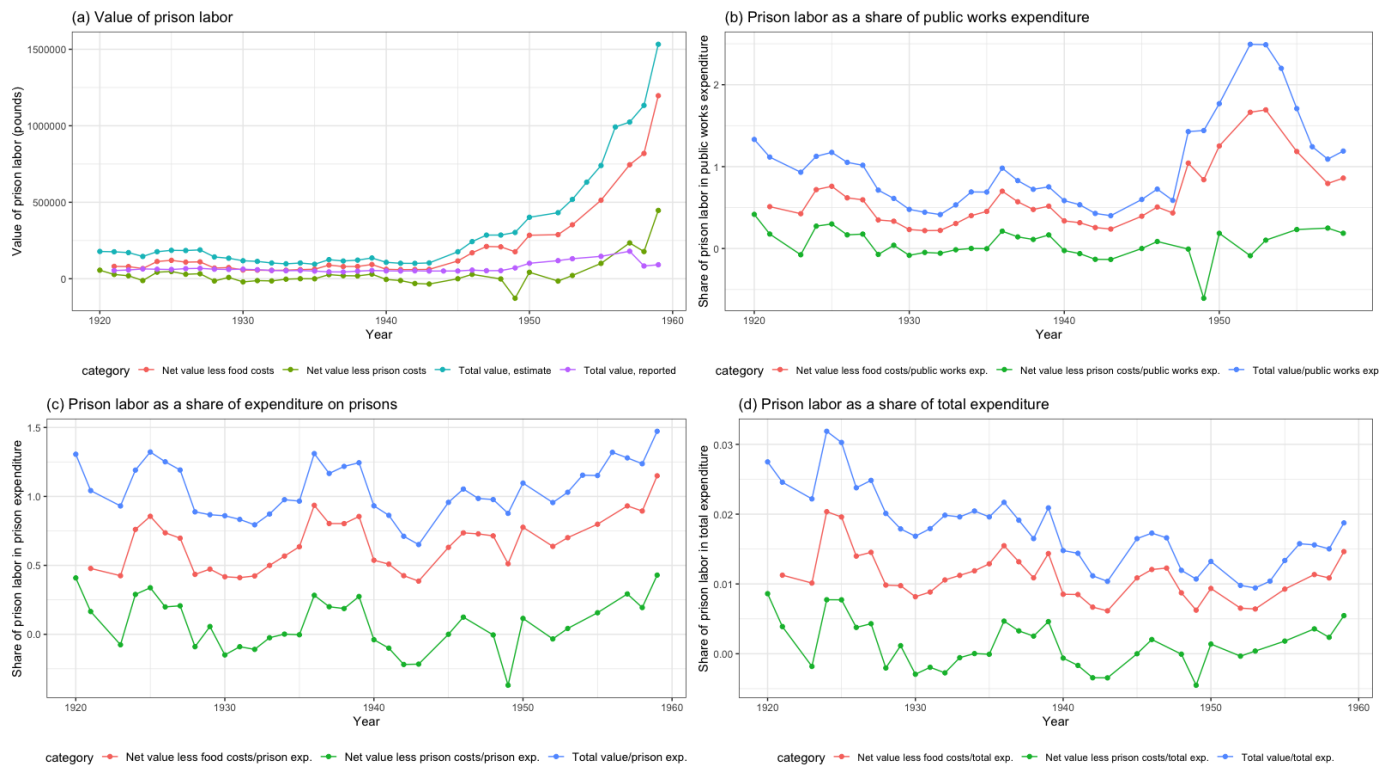 (a) Value of prison labor
Value of prison labor (pounds)
1500000
1000000
500000
0
1920
1930
1940
1950
1960
Year
category Net value less food costs Net value less prison costs Total value, estimate Total value, reported
(b) Prison labor as a share of public works expenditure
Share of prison labor in public works expenditure
2
1
0
1920
1930
1940
1950
Year
category Net value less food costs/public works exp. Net value less prison costs/public works exp. Total value/public works exp
(c) Prison labor as a share of expenditure on prisons
Share of prison labor in prison expenditure
1.5
1.0
0.5
0.0
1920
1930
1940
1950
1960
Year
category Net value less food costs/prison exp. Net value less prison costs/prison exp. Total value/prison exp.
(d) Prison labor as a share of total expenditure
Share of prison labor in total expenditure
0.03
0.02
0.01
0.00
1920
1930
1940
1950
1960
Year
category Net value less food costs/total exp. Net value less prison costs/total exp. Total value/total exp.